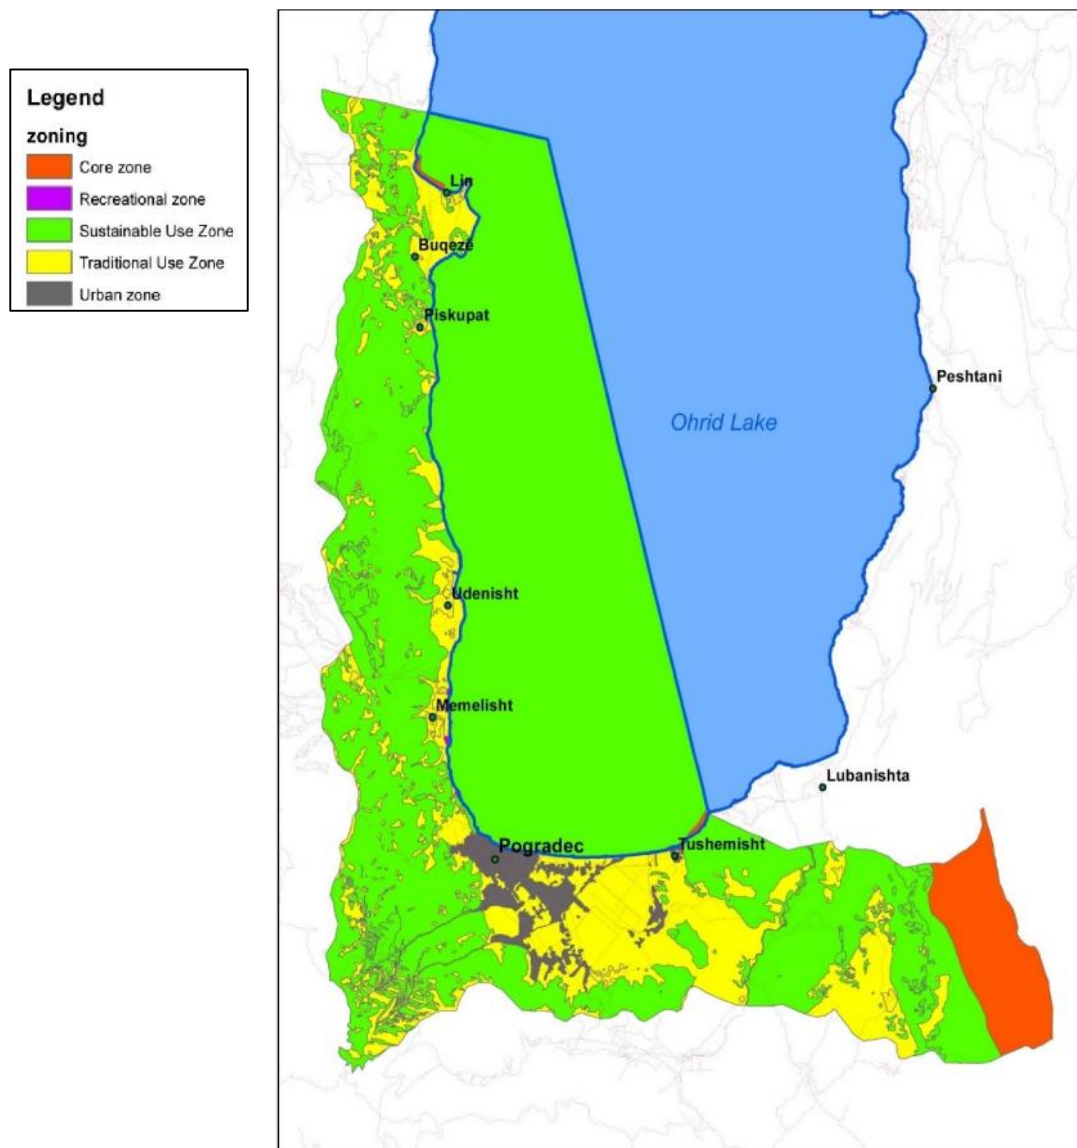 Legend
zoning
Core zone
Recreational zone
Sustainable Use Zone
Traditional Use Zone
Urban zone
Lin
Buqezë
Piskupat
Peshtani
Ohrid Lake
Udenisht
Memelisht
Lubanishta
Pogradec
Tushemisht